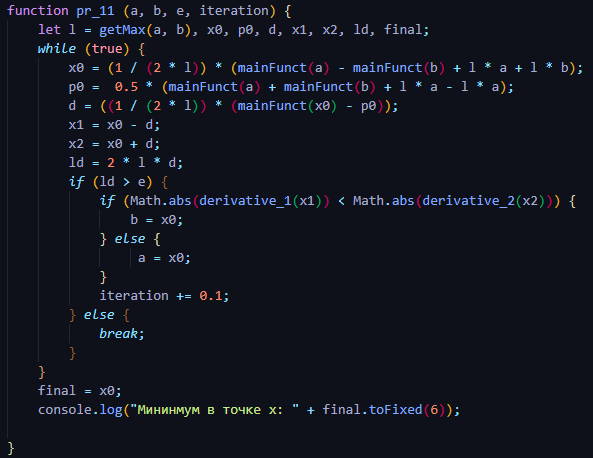 function pr_11 (a, b, e, iteration) {
    let l = getMax(a, b), x0, p0, d, x1, x2, ld, final;
    while (true) {
        x0 = (1 / (2 * l)) * (mainFunct(a) - mainFunct(b) + l * a + l * b);
        p0 =  0.5 * (mainFunct(a) + mainFunct(b) + l * a - l * a);
        d = ((1 / (2 * l)) * (mainFunct(x0) - p0));
        x1 = x0 - d;
        x2 = x0 + d;
        ld = 2 * l * d;
        if (ld > e) {
            if (Math.abs(derivative_1(x1)) < Math.abs(derivative_2(x2))) {
                b = x0;
            } else {
                a = x0;
            }
            iteration += 0.1;
        } else {
            break;
        }
    }
    final = x0;
    console.log("Мининмум в точке x: " + final.toFixed(6));
}